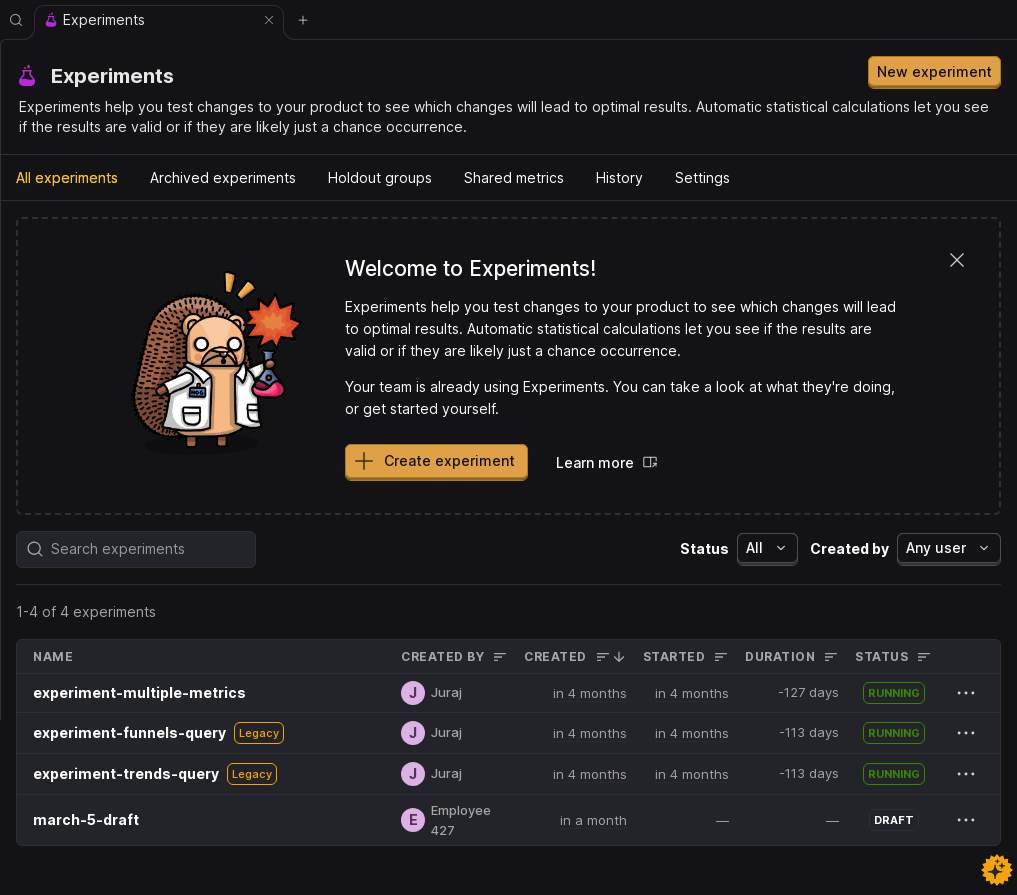 Experiments
Experiments
New experiment
Experiments help you test changes to your product to see which changes will lead to optimal results. Automatic statistical calculations let you see
if the results are valid or if they are likely just a chance occurrence.
All experiments Archived experiments Holdout groups Shared metrics History Settings
Welcome to Experiments!
Experiments help you test changes to your product to see which changes will lead
to optimal results. Automatic statistical calculations let you see if the results are
valid or if they are likely just a chance occurrence.
Your team is already using Experiments. You can take a look at what they're doing,
or get started yourself.
Create experiment Learn more
Search experiments Status All Created by Any user
1-4 of 4 experiments
NAME CREATED BY CREATED STARTED DURATION STATUS
experiment-multiple-metrics J Juraj in 4 months in 4 months -127 days RUNNING
experiment-funnels-query Legacy J Juraj in 4 months in 4 months -113 days RUNNING
experiment-trends-query Legacy J Juraj in 4 months in 4 months -113 days RUNNING
march-5-draft E Employee 427 in a month — — DRAFT